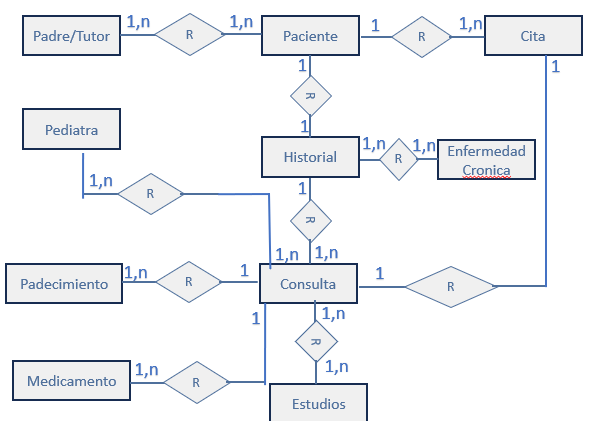 Padre/Tutor
1,n
R
1,n
Paciente
1
R
1,n
Cita
1
1
R
1
Pediatra
1,n
R
Historial
1,n
R
1,n
Enfermedad
Cronica
1
R
1,n
1,n
Padecimiento
1,n
R
1
Consulta
1
R
1
1,n
R
1,n
Medicamento
1,n
R
Estudios